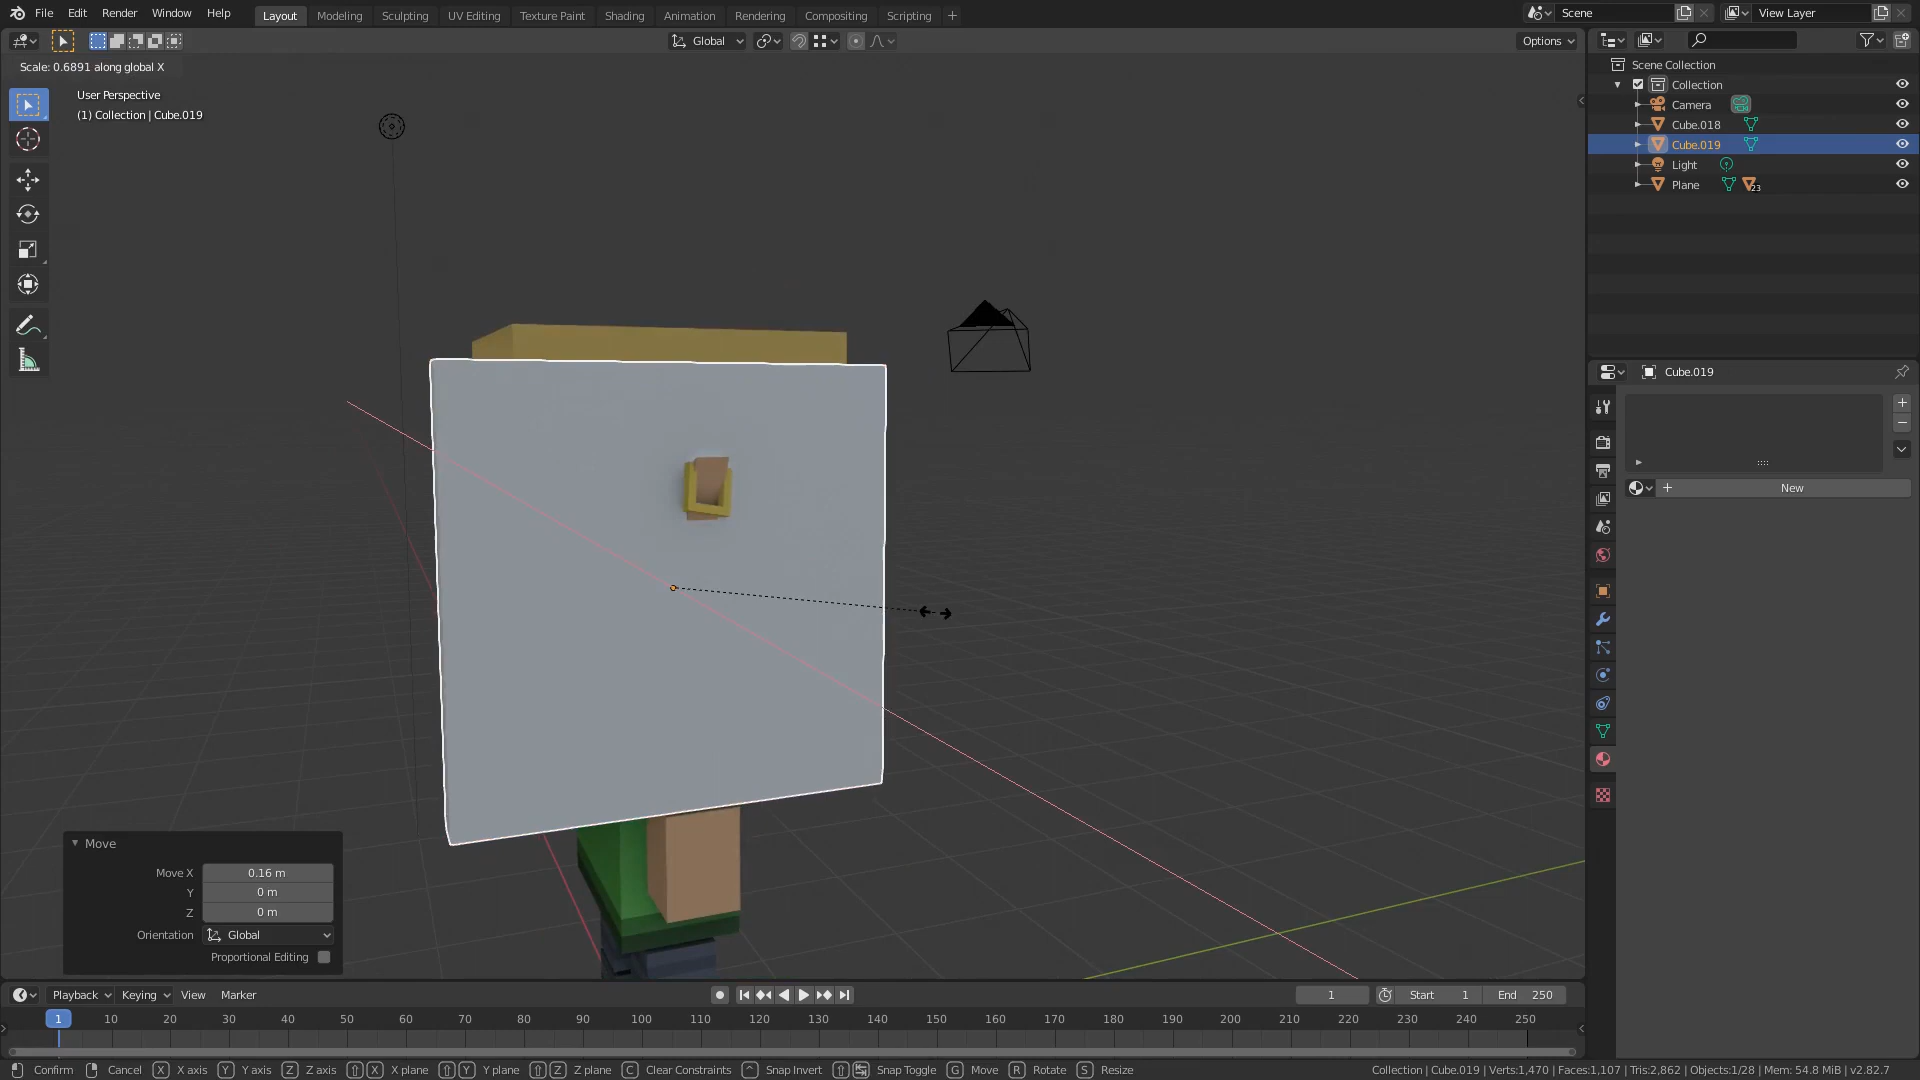 File Edit Render Window Help Layout Modeling Sculpting UV Editing Texture Paint Shading Animation Rendering Compositing Scripting + Scene View Layer
Global Options
Scale: 0.6891 along global X
User Perspective
(1) Collection | Cube.019
Scene Collection
Collection
Camera
Cube.018
Cube.019
Light
Plane 23
Cube.019
+ New
Move
Move X 0.16 m
Y 0 m
Z 0 m
Orientation Global
Proportional Editing
Playback Keying View Marker 1 Start 1 End 250
1 10 20 30 40 50 60 70 80 90 100 110 120 130 140 150 160 170 180 190 200 210 220 230 240 250
Confirm Cancel X X axis Y Y axis Z Z axis X X plane Y Y plane Z Z plane C Clear Constraints Snap Invert Snap Toggle G Move R Rotate S Resize Collection | Cube.019 | Verts:1,470 | Faces:1,107 | Tris:2,862 | Objects:1/28 | Mem: 54.8 MiB | v2.82.7